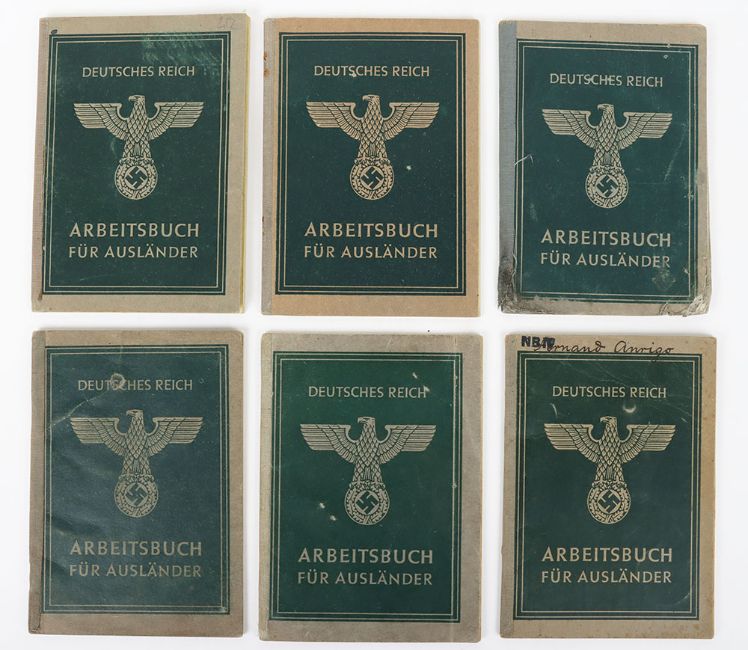 DEUTSCHES REICH
ARBEITSBUCH
FÜR AUSLÄNDER
DEUTSCHES REICH
ARBEITSBUCH
FÜR AUSLÄNDER
DEUTSCHES REICH
ARBEITSBUCH
FÜR AUSLÄNDER
DEUTSCHES REICH
ARBEITSBUCH
FÜR AUSLÄNDER
DEUTSCHES REICH
ARBEITSBUCH
FÜR AUSLÄNDER
Anrigo
DEUTSCHES REICH
ARBEITSBUCH
FÜR AUSLÄNDER